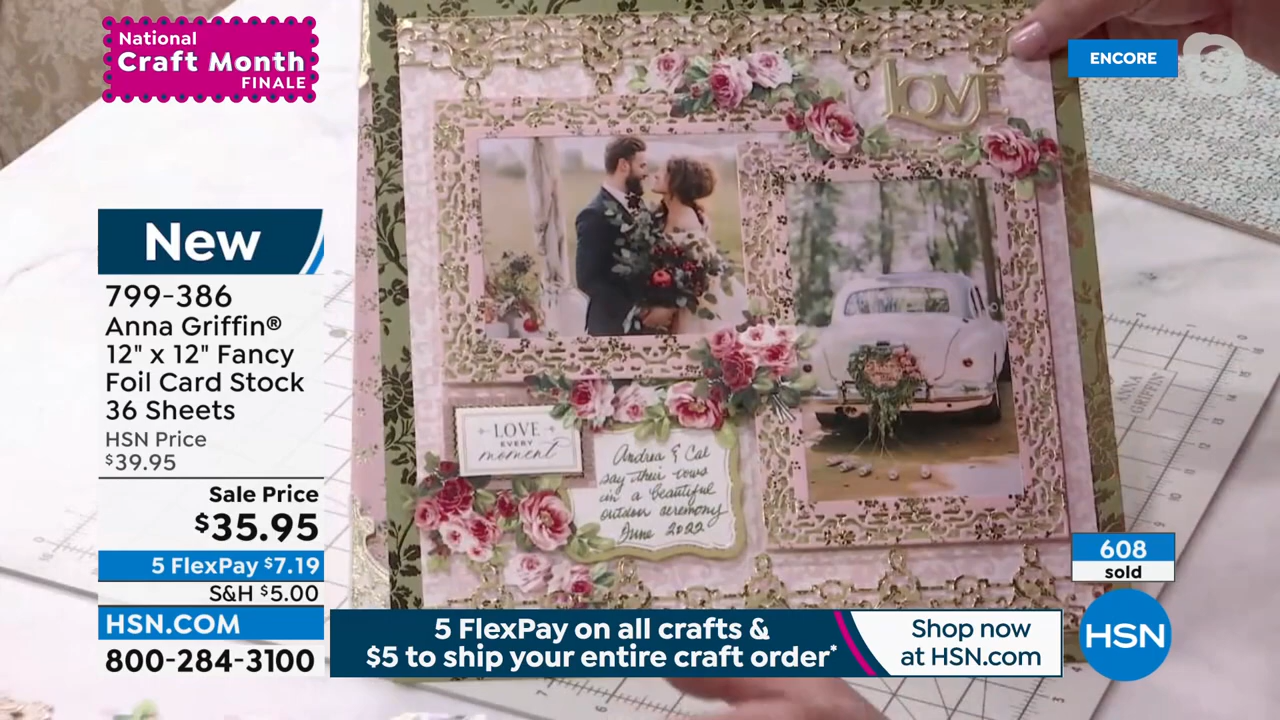 National
Craft Month
FINALE
ENCORE
New
799-386
Anna Griffin®
12" x 12" Fancy
Foil Card Stock
36 Sheets
HSN Price
$39.95
Sale Price
$35.95
5 FlexPay $7.19
S&H $5.00
HSN.COM
800-284-3100
love
LOVE
EVERY
moment
Andrea & Cal
say their vows
in a beautiful
outdoor ceremony
June 2022
ANNA
GRIFFIN
608
sold
5 FlexPay on all crafts &
$5 to ship your entire craft order*
Shop now
at HSN.com
HSN